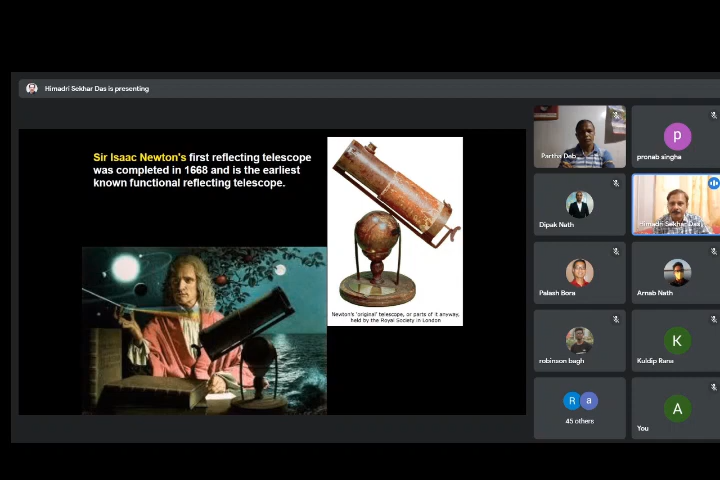 Himadri Sekhar Das is presenting
Sir Isaac Newton's first reflecting telescope
was completed in 1668 and is the earliest
known functional reflecting telescope.
Newton's 'original' telescope, or parts of it anyway,
held by the Royal Society in London
Partha Deb
P
pronab singha
Dipak Nath
Himadri Sekhar Das
Palash Bora
Arnab Nath
robinson bagh
K
Kuldip Rana
R
a
45 others
A
You